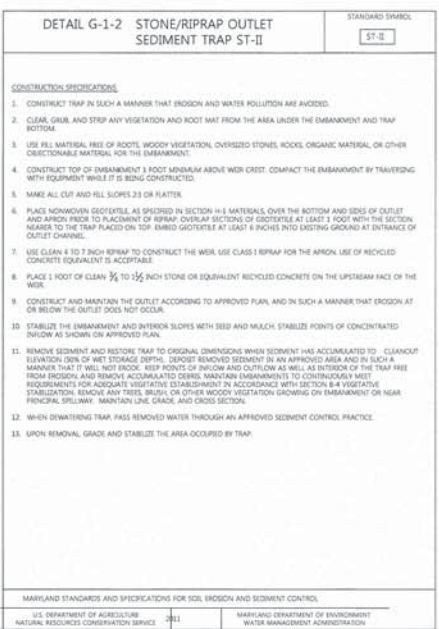 DETAIL G-1-2 STONE/RIPRAP OUTLET
SEDIMENT TRAP ST-II
STANDARD SYMBOL
ST-II
CONSTRUCTION SPECIFICATIONS
1. CONSTRUCT TRAP IN SUCH A MANNER THAT EROSION AND WATER POLLUTION ARE AVOIDED.
2. CLEAR, GRUB, AND STRIP ANY VEGETATION AND ROOT MAT FROM THE AREA UNDER THE EMBANKMENT AND TRAP
BOTTOM.
3. USE FILL MATERIAL FREE OF ROOTS, WOODY VEGETATION, OVERSIZED STONES, ROCKS, ORGANIC MATERIAL, OR OTHER
OBJECTIONABLE MATERIAL FOR THE EMBANKMENT.
4. CONSTRUCT TOP OF EMBANKMENT 1 FOOT MINIMUM ABOVE WEIR CREST. COMPACT THE EMBANKMENT BY TRAVERSING
WITH EQUIPMENT WHILE IT IS BEING CONSTRUCTED.
5. MAKE ALL CUT AND FILL SLOPES 2:1 OR FLATTER.
6. PLACE NONWOVEN GEOTEXTILE, AS SPECIFIED IN SECTION H-1 MATERIALS, OVER THE BOTTOM AND SIDES OF OUTLET
AND APRON PRIOR TO PLACEMENT OF RIPRAP. OVERLAP SECTIONS OF GEOTEXTILE AT LEAST 1 FOOT WITH THE SECTION
NEARER TO THE TRAP PLACED ON TOP. EMBED GEOTEXTILE AT LEAST 6 INCHES INTO EXISTING GROUND AT ENTRANCE OF
OUTLET CHANNEL.
7. USE CLEAN 4 TO 7 INCH RIPRAP TO CONSTRUCT THE WEIR. USE CLASS I RIPRAP FOR THE APRON. USE OF RECYCLED
CONCRETE EQUIVALENT IS ACCEPTABLE.
8. PLACE 1 FOOT OF CLEAN ¾ TO 1½ INCH STONE OR EQUIVALENT RECYCLED CONCRETE ON THE UPSTREAM FACE OF THE
WEIR.
9. CONSTRUCT AND MAINTAIN THE OUTLET ACCORDING TO APPROVED PLAN, AND IN SUCH A MANNER THAT EROSION AT
OR BELOW THE OUTLET DOES NOT OCCUR.
10. STABILIZE THE EMBANKMENT AND INTERIOR SLOPES WITH SEED AND MULCH. STABILIZE POINTS OF CONCENTRATED
INFLOW AS SHOWN ON APPROVED PLAN.
11. REMOVE SEDIMENT AND RESTORE TRAP TO ORIGINAL DIMENSIONS WHEN SEDIMENT HAS ACCUMULATED TO CLEANOUT
ELEVATION (50% OF WET STORAGE DEPTH). DEPOSIT REMOVED SEDIMENT IN AN APPROVED AREA AND IN SUCH A
MANNER THAT IT WILL NOT ERODE. KEEP POINTS OF INFLOW AND OUTFLOW AS WELL AS INTERIOR OF THE TRAP FREE
FROM EROSION, AND REMOVE ACCUMULATED DEBRIS. MAINTAIN EMBANKMENTS TO CONTINUOUSLY MEET
REQUIREMENTS FOR ADEQUATE VEGETATIVE ESTABLISHMENT IN ACCORDANCE WITH SECTION B-4 VEGETATIVE
STABILIZATION. REMOVE ANY TREES, BRUSH, OR OTHER WOODY VEGETATION GROWING ON EMBANKMENT OR NEAR
PRINCIPAL SPILLWAY. MAINTAIN LINE, GRADE, AND CROSS SECTION.
12. WHEN DEWATERING TRAP, PASS REMOVED WATER THROUGH AN APPROVED SEDIMENT CONTROL PRACTICE.
13. UPON REMOVAL, GRADE AND STABILIZE THE AREA OCCUPIED BY TRAP.
MARYLAND STANDARDS AND SPECIFICATIONS FOR SOIL EROSION AND SEDIMENT CONTROL
U.S. DEPARTMENT OF AGRICULTURE
NATURAL RESOURCES CONSERVATION SERVICE
2011
MARYLAND DEPARTMENT OF ENVIRONMENT
WATER MANAGEMENT ADMINISTRATION